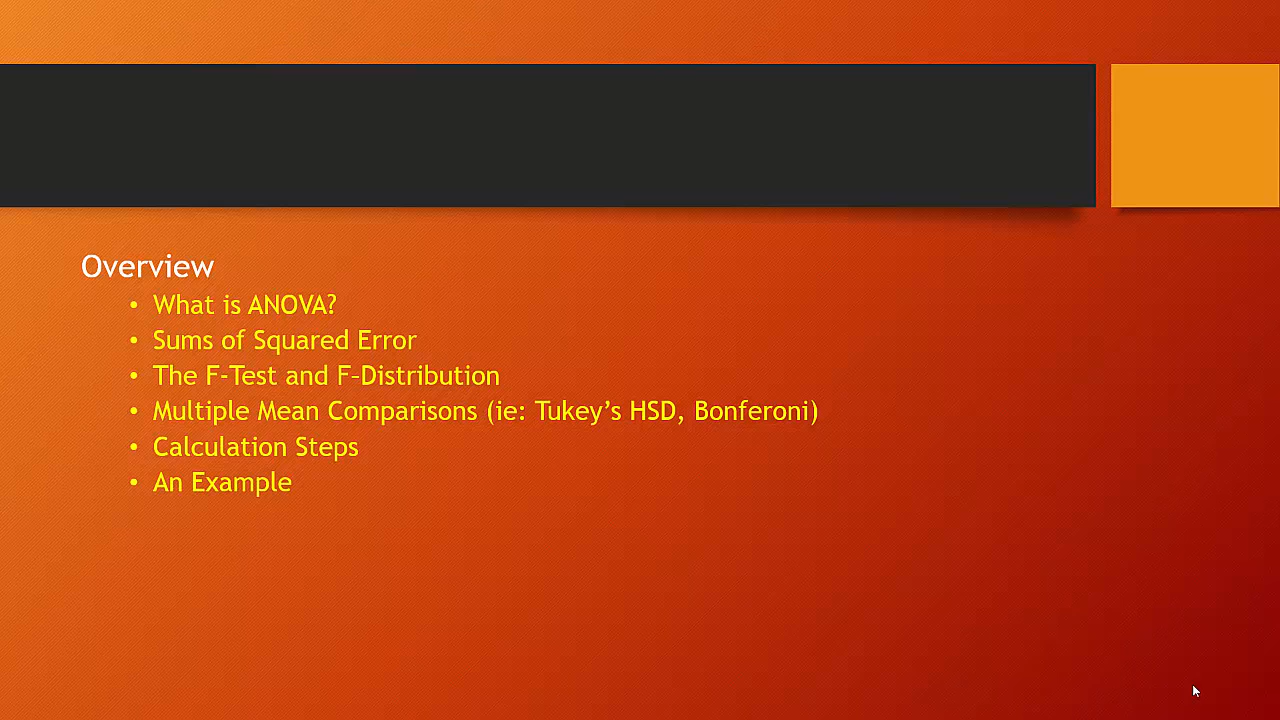 Overview
• What is ANOVA?
• Sums of Squared Error
• The F-Test and F-Distribution
• Multiple Mean Comparisons (ie: Tukey’s HSD, Bonferoni)
• Calculation Steps
• An Example